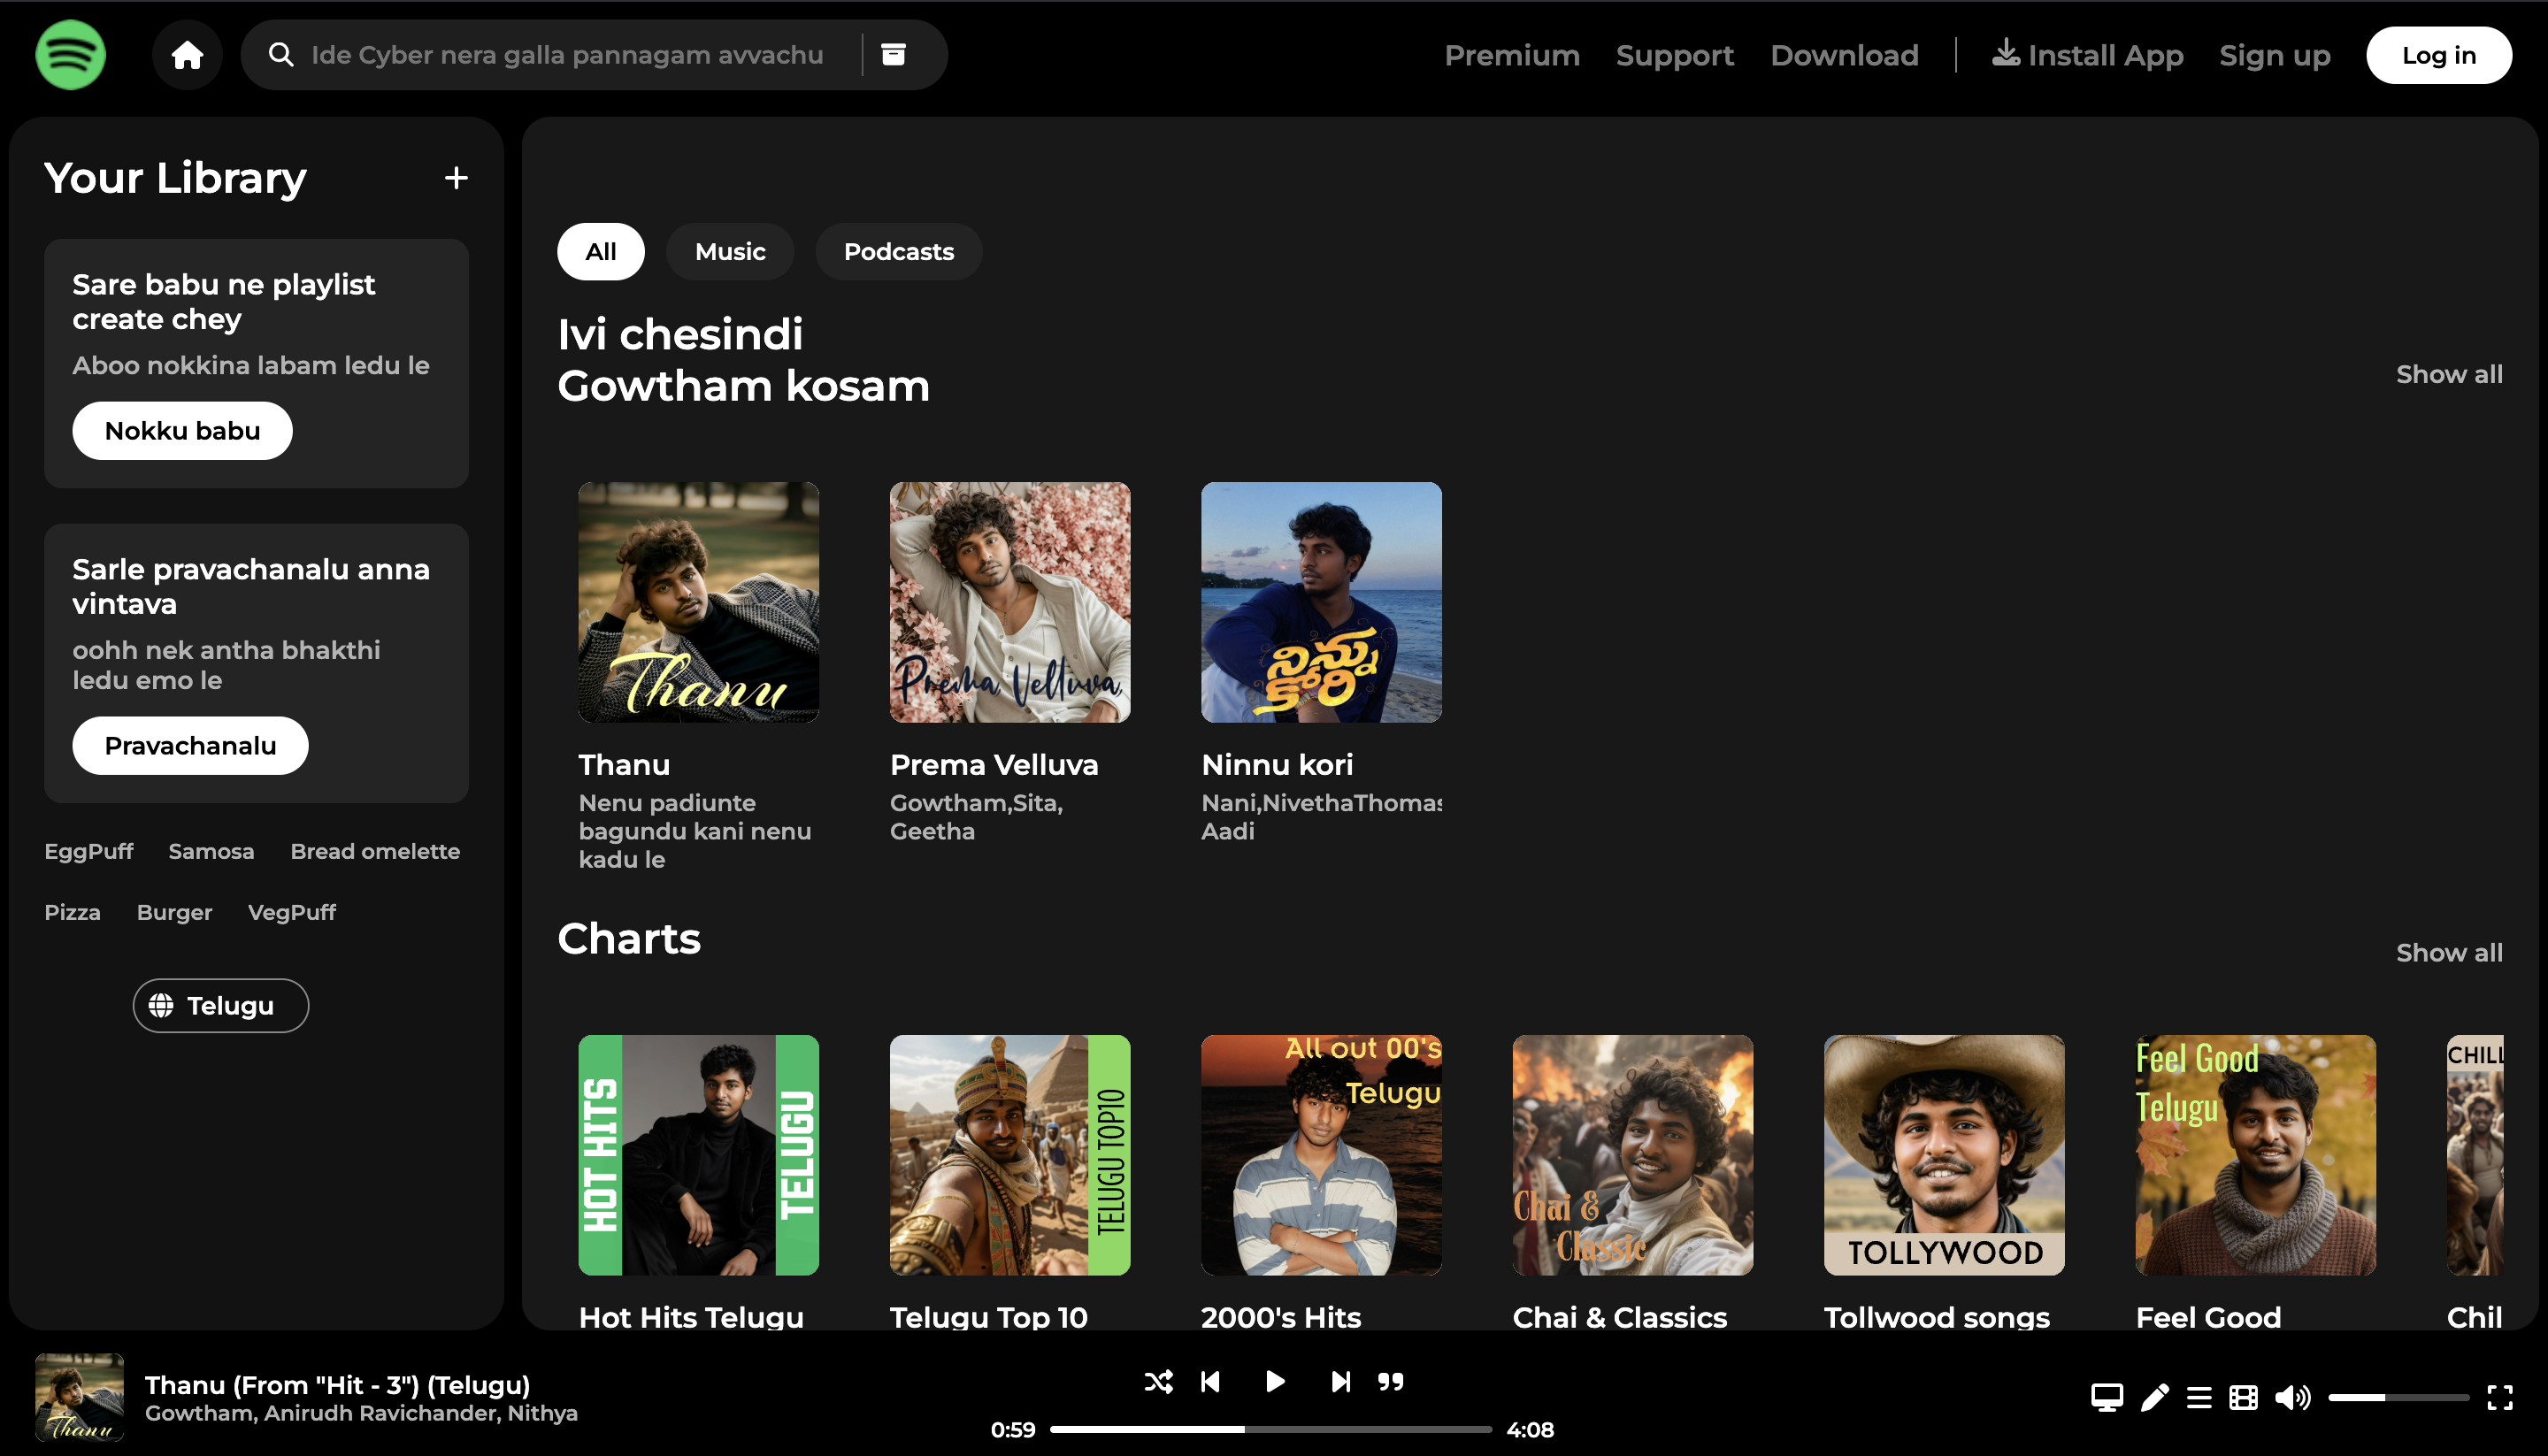 Ide Cyber nera galla pannagam avvachu
Premium
Support
Download
Install App
Sign up
Log in
Your Library
Sare babu ne playlist
create chey
Aboo nokkina labam ledu le
Nokku babu
Sarle pravachanalu anna
vintava
oohh nek antha bhakthi
ledu emo le
Pravachanalu
EggPuff Samosa Bread omelette
Pizza Burger VegPuff
Telugu
All Music Podcasts
Ivi chesindi
Gowtham kosam
Show all
Thanu
Prema Velluva
నిన్ను
కోరి
Thanu
Nenu padiunte
bagundu kani nenu
kadu le
Prema Velluva
Gowtham,Sita,
Geetha
Ninnu kori
Nani,NivethaThomas
Aadi
Charts
Show all
HOT HITS
TELUGU
TELUGU TOP10
All out 00's
Telugu
Chai &
Classic
TOLLYWOOD
Feel Good
Telugu
CHILL
Hot Hits Telugu
Telugu Top 10
2000's Hits
Chai & Classics
Tollwood songs
Feel Good
Chil
Thanu
Thanu (From "Hit - 3") (Telugu)
Gowtham, Anirudh Ravichander, Nithya
0:59
4:08